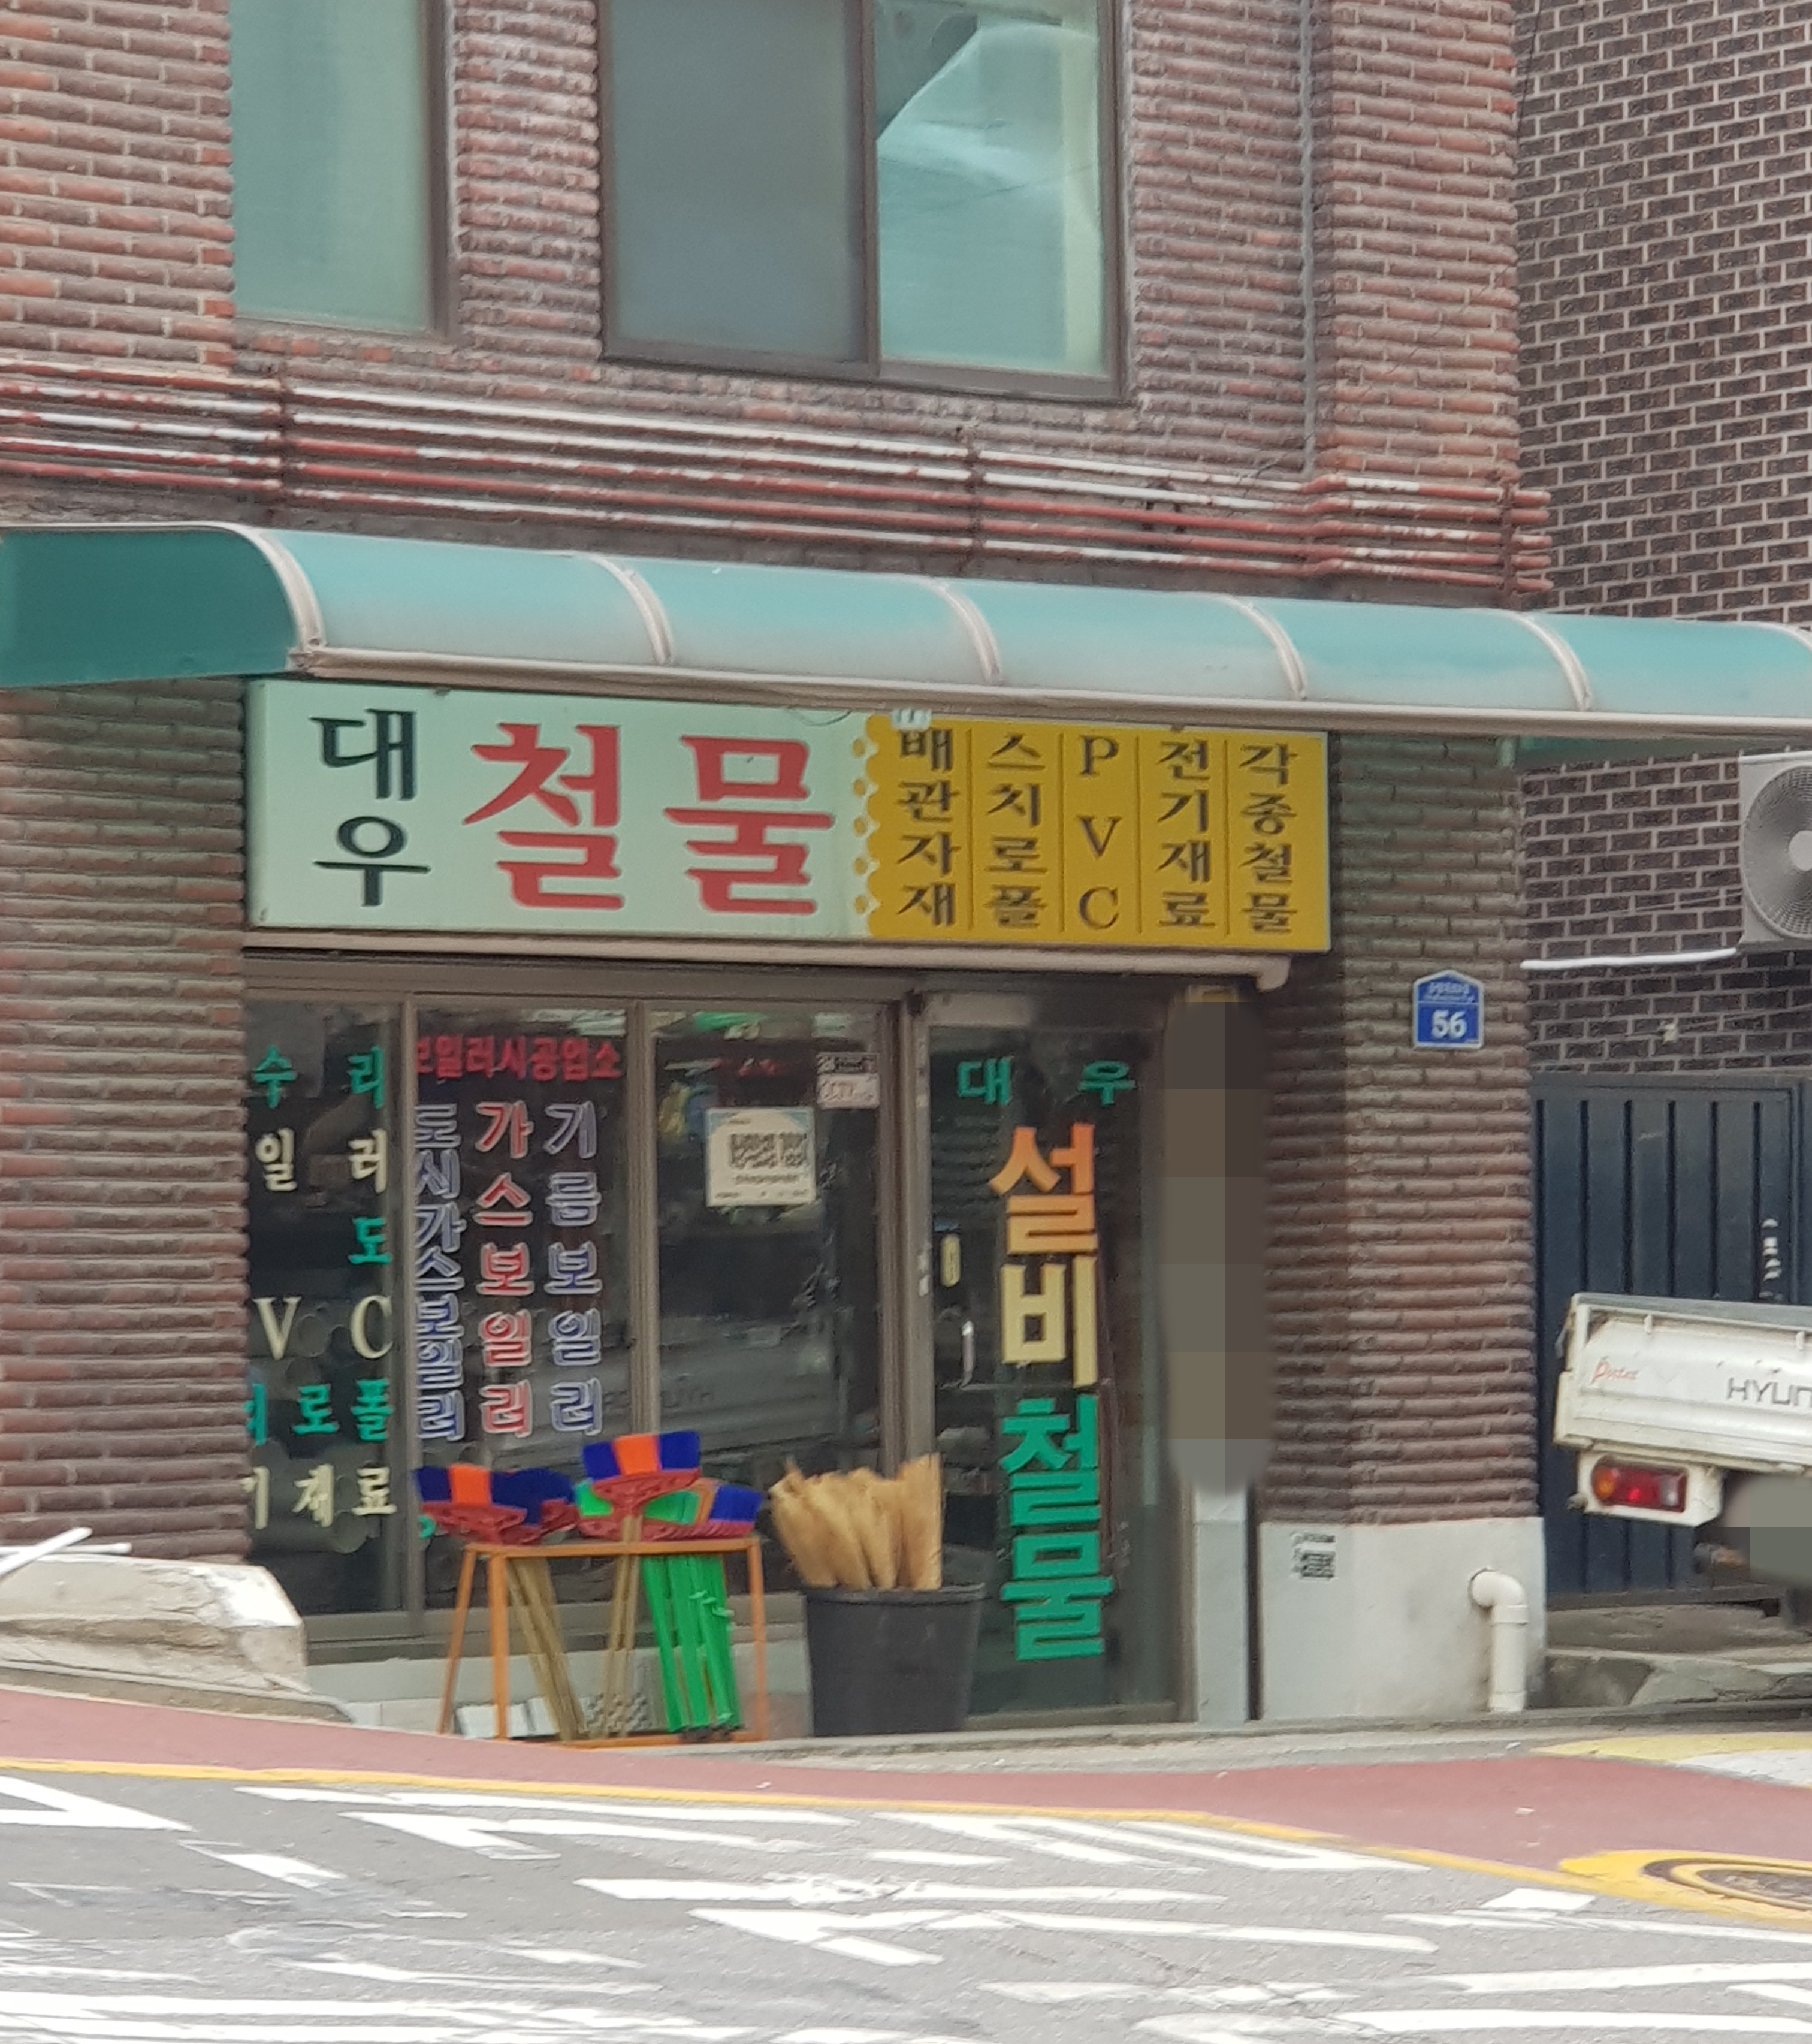 대우
철물
배관자재
스치로폴
PVC
전기재료
각종철물
56
수 리
일 레
도
V C
치로폴
기재료
보일러시공업소
도시가스보일러
가스보일러
기름보일러
대 우
설비
철물
Porter
HYUN